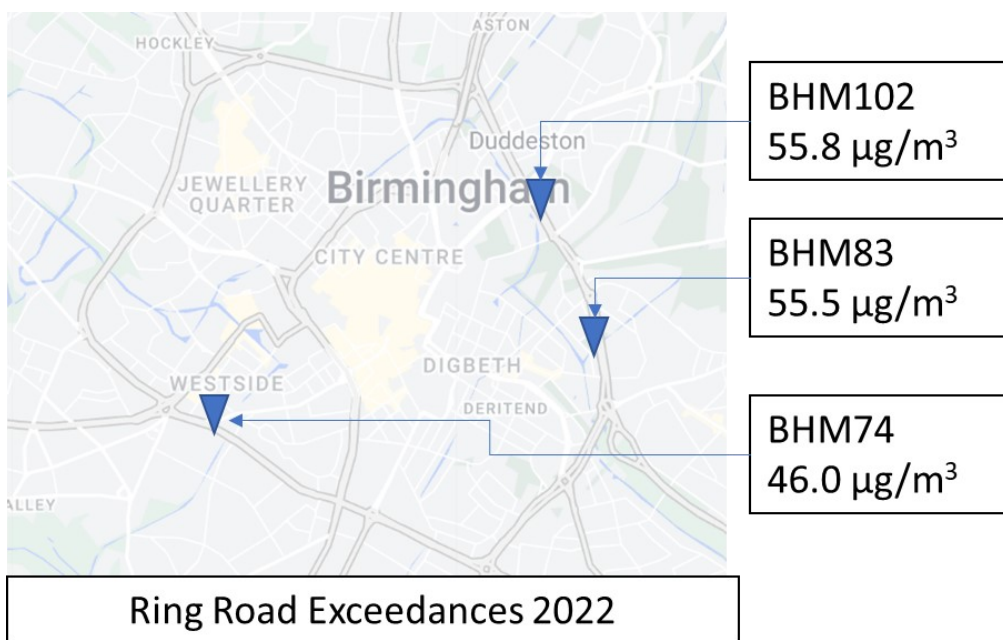 HOCKLEY
ASTON
Duddeston
JEWELLERY
QUARTER
Birmingham
CITY CENTRE
DIGBETH
WESTSIDE
DERITEND
ALLEY
BHM102
55.8 µg/m³
BHM83
55.5 µg/m³
BHM74
46.0 µg/m³
Ring Road Exceedances 2022